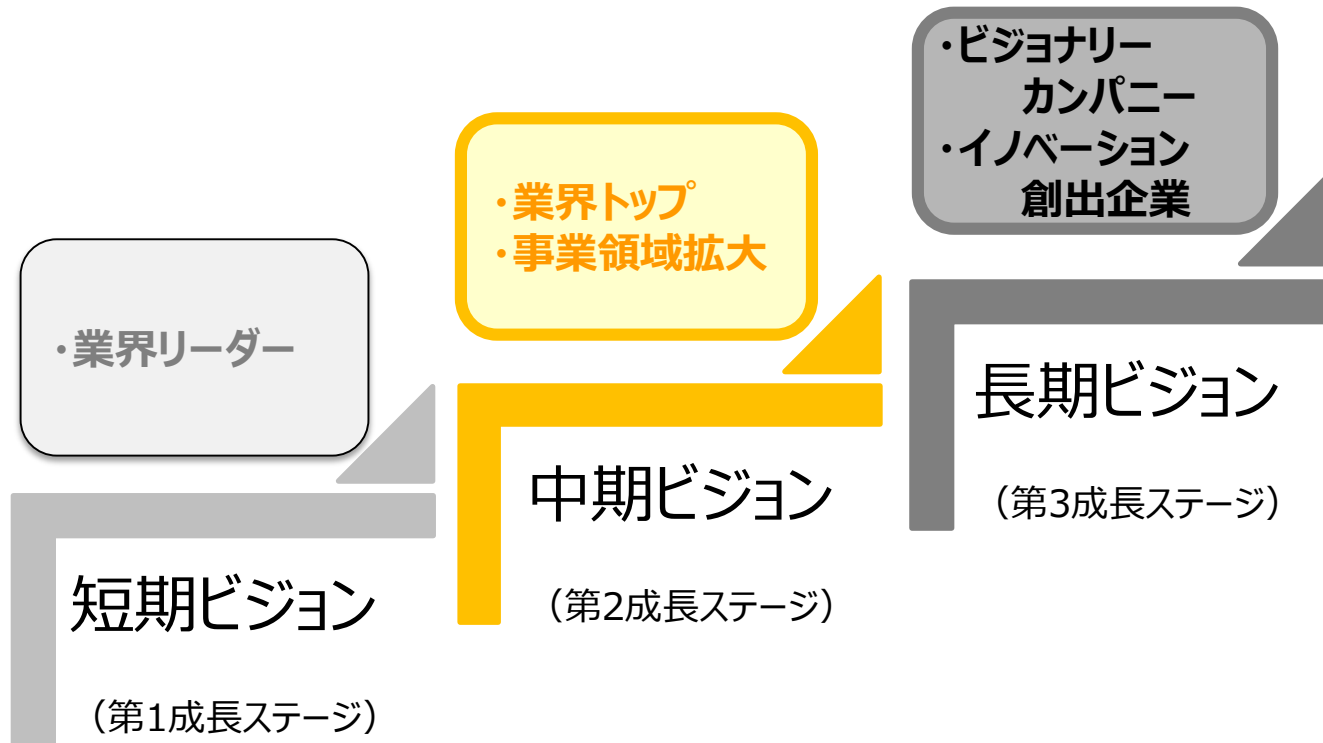 ・業界リーダー
短期ビジョン
（第1成長ステージ）
・業界トップ
・事業領域拡大
中期ビジョン
（第2成長ステージ）
・ビジョナリー
カンパニー
・イノベーション
創出企業
長期ビジョン
（第3成長ステージ）